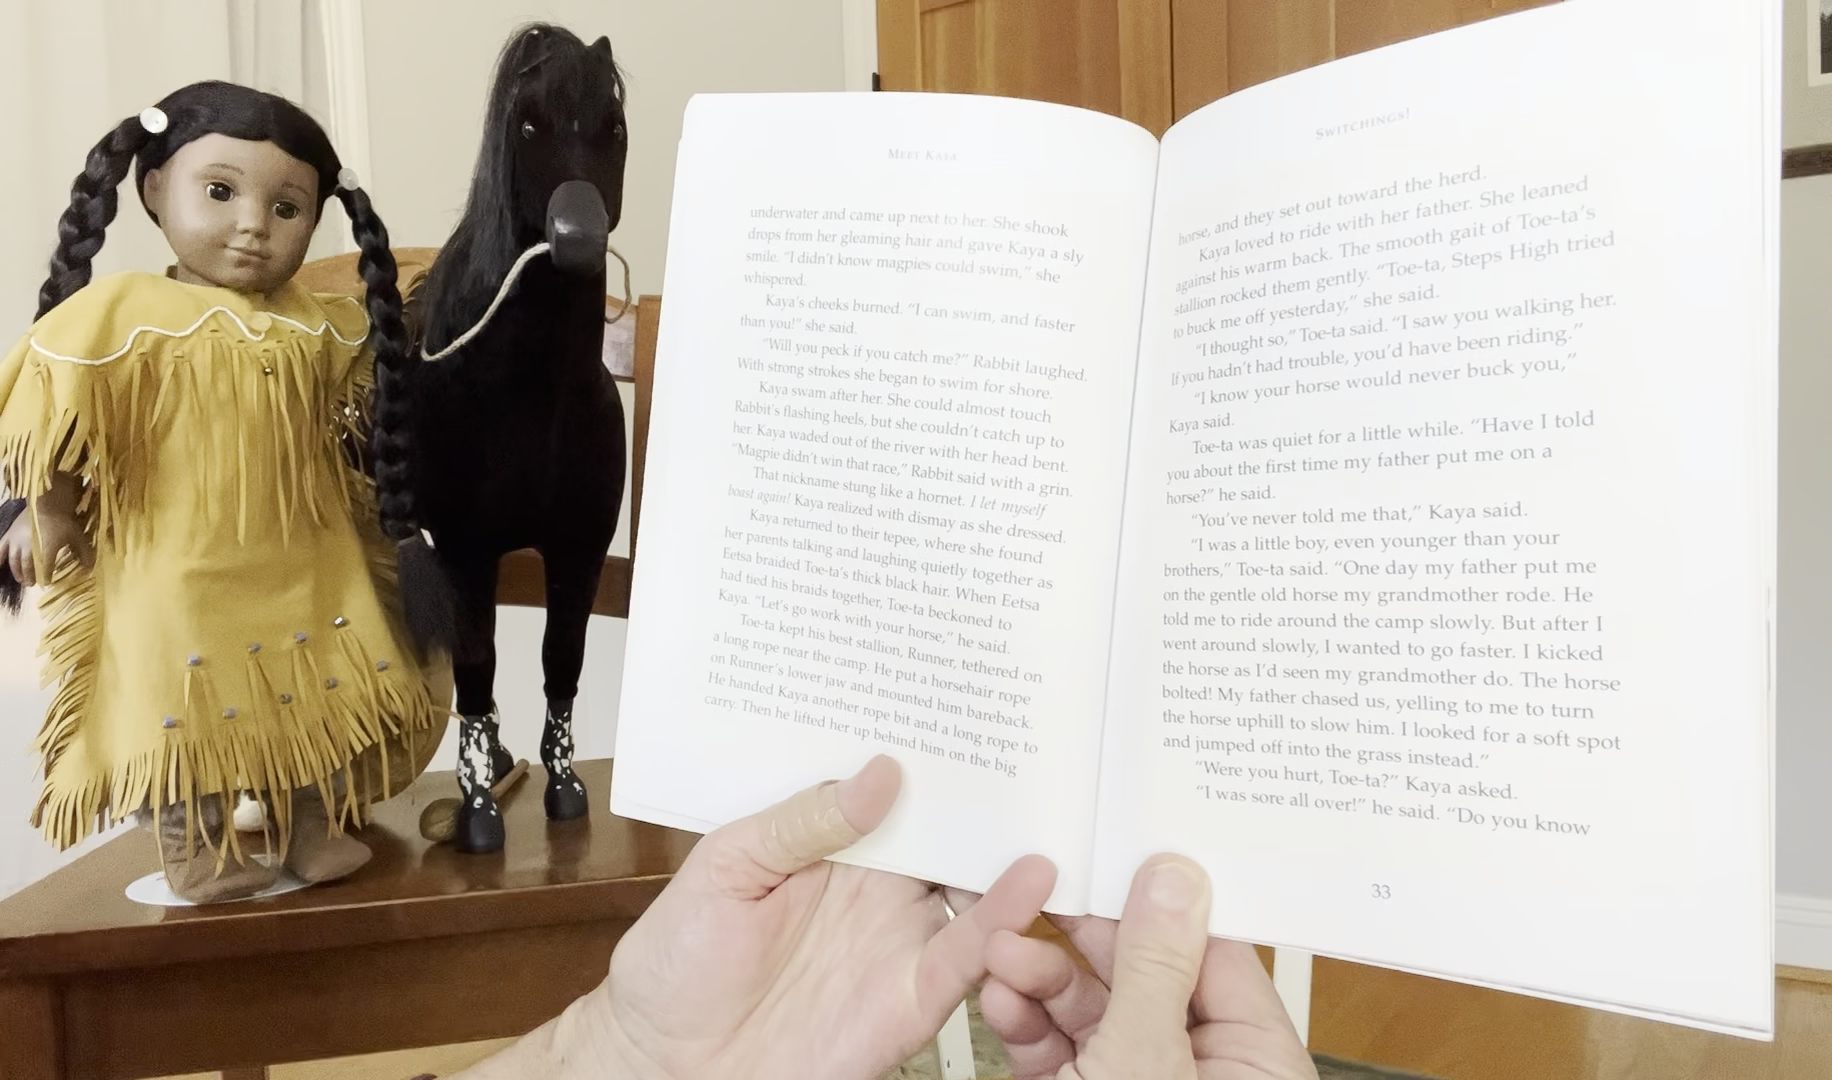 MEET KAYA
underwater and came up next to her. She shook
drops from her gleaming hair and gave Kaya a sly
smile. “I didn’t know magpies could swim,” she
whispered.
Kaya’s cheeks burned. “I can swim, and faster
than you!” she said.
“Will you peck if you catch me?” Rabbit laughed.
With strong strokes she began to swim for shore.
Kaya swam after her. She could almost touch
Rabbit’s flashing heels, but she couldn’t catch up to
her. Kaya waded out of the river with her head bent.
“Magpie didn’t win that race,” Rabbit said with a grin.
That nickname stung like a hornet. I let myself
boast again! Kaya realized with dismay as she dressed.
Kaya returned to their tepee, where she found
her parents talking and laughing quietly together as
Eetsa braided Toe-ta’s thick black hair. When Eetsa
had tied his braids together, Toe-ta beckoned to
Kaya. “Let’s go work with your horse,” he said.
Toe-ta kept his best stallion, Runner, tethered on
a long rope near the camp. He put a horsehair rope
on Runner’s lower jaw and mounted him bareback.
He handed Kaya another rope bit and a long rope to
carry. Then he lifted her up behind him on the big
SWITCHINGS!
horse, and they set out toward the herd.
Kaya loved to ride with her father. She leaned
against his warm back. The smooth gait of Toe-ta’s
stallion rocked them gently. “Toe-ta, Steps High tried
to buck me off yesterday,” she said.
“I thought so,” Toe-ta said. “I saw you walking her.
If you hadn’t had trouble, you’d have been riding.”
“I know your horse would never buck you,”
Kaya said.
Toe-ta was quiet for a little while. “Have I told
you about the first time my father put me on a
horse?” he said.
“You’ve never told me that,” Kaya said.
“I was a little boy, even younger than your
brothers,” Toe-ta said. “One day my father put me
on the gentle old horse my grandmother rode. He
told me to ride around the camp slowly. But after I
went around slowly, I wanted to go faster. I kicked
the horse as I’d seen my grandmother do. The horse
bolted! My father chased us, yelling to me to turn
the horse uphill to slow him. I looked for a soft spot
and jumped off into the grass instead.”
“Were you hurt, Toe-ta?” Kaya asked.
“I was sore all over!” he said. “Do you know
33